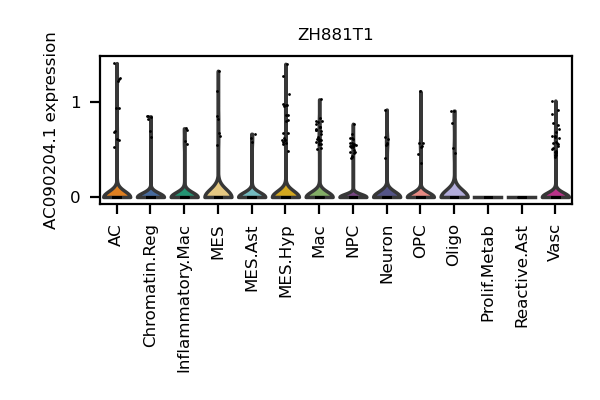 ZH881T1
AC090204.1 expression
1
0
AC
Chromatin.Reg
Inflammatory.Mac
MES
MES.Ast
MES.Hyp
Mac
NPC
Neuron
OPC
Oligo
Prolif.Metab
Reactive.Ast
Vasc